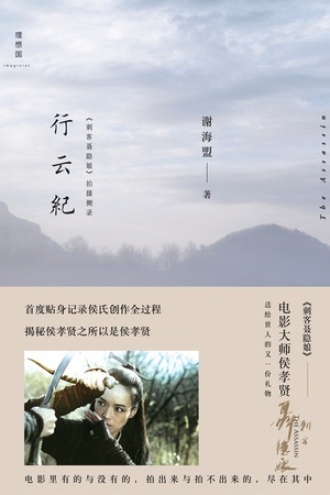 理想国
imaginist
行云纪
《刺客聂隐娘》拍摄侧录
谢海盟——著
The Assassin
首度贴身记录侯氏创作全过程
揭秘侯孝贤之所以是侯孝贤
《刺客聂隐娘》——
电影大师侯孝贤
送给世人的又一份礼物
刺客
聂隐娘
THE ASSASSIN
电影里有的与没有的,拍出来与拍不出来的,尽在其中